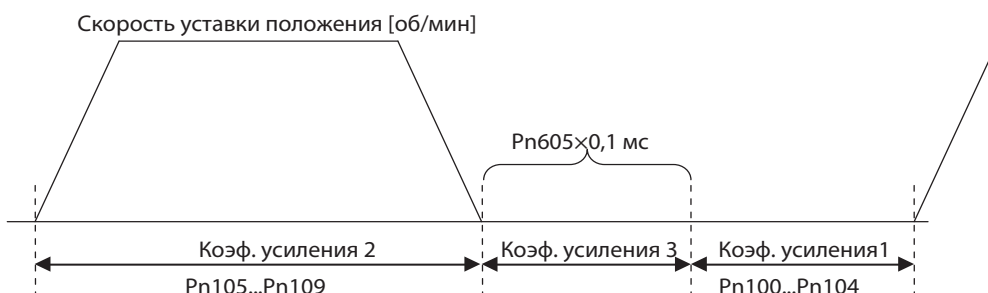 Скорость уставки положения [об/мин]
Pn605×0,1 мс
Коэф. усиления 2
Коэф. усиления 3
Коэф. усиления1
Pn105...Pn109
Pn100...Pn104